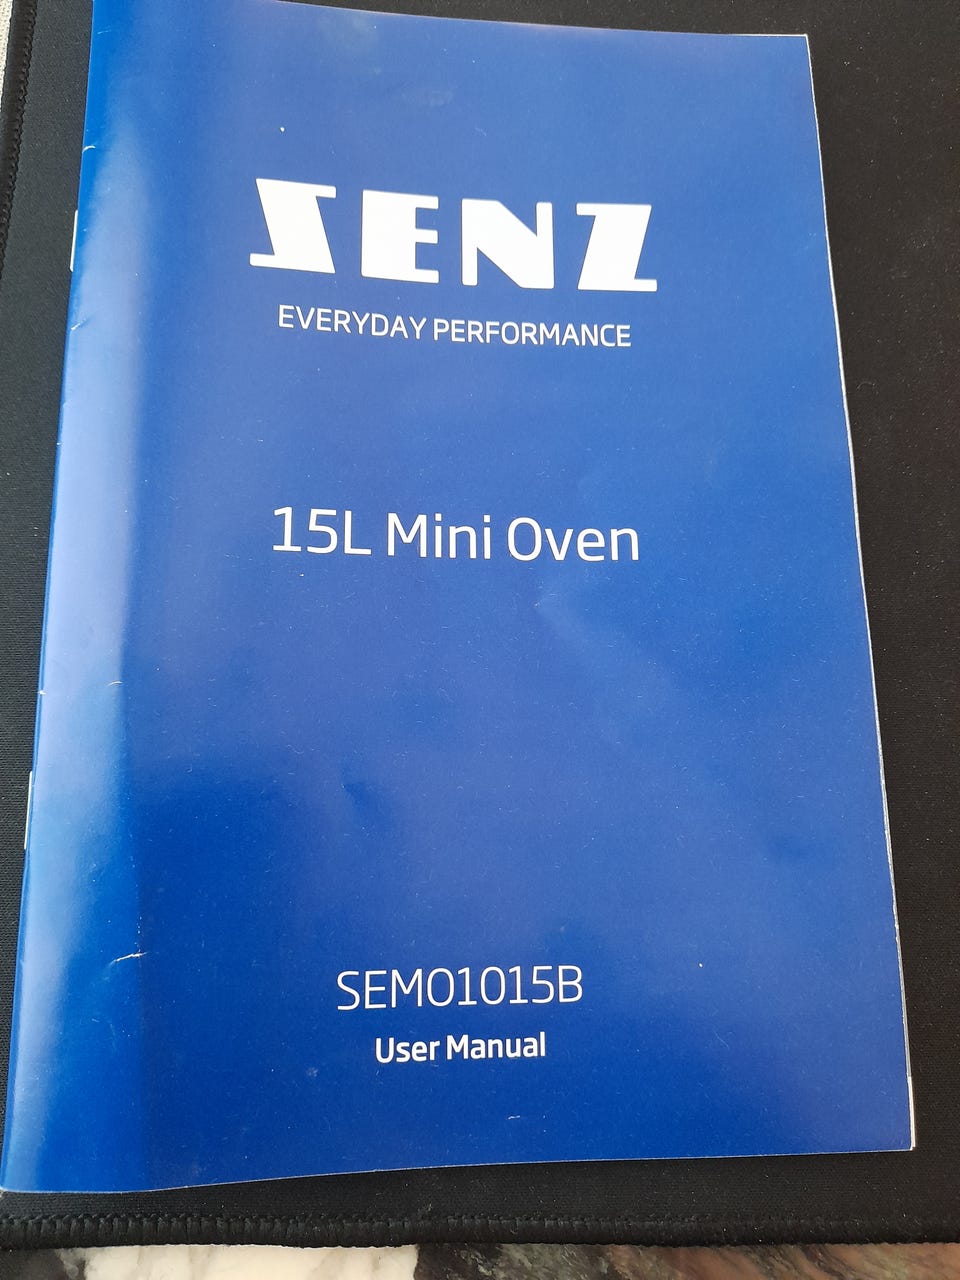 SENZ
EVERYDAY PERFORMANCE
15L Mini Oven
SEMO1015B
User Manual